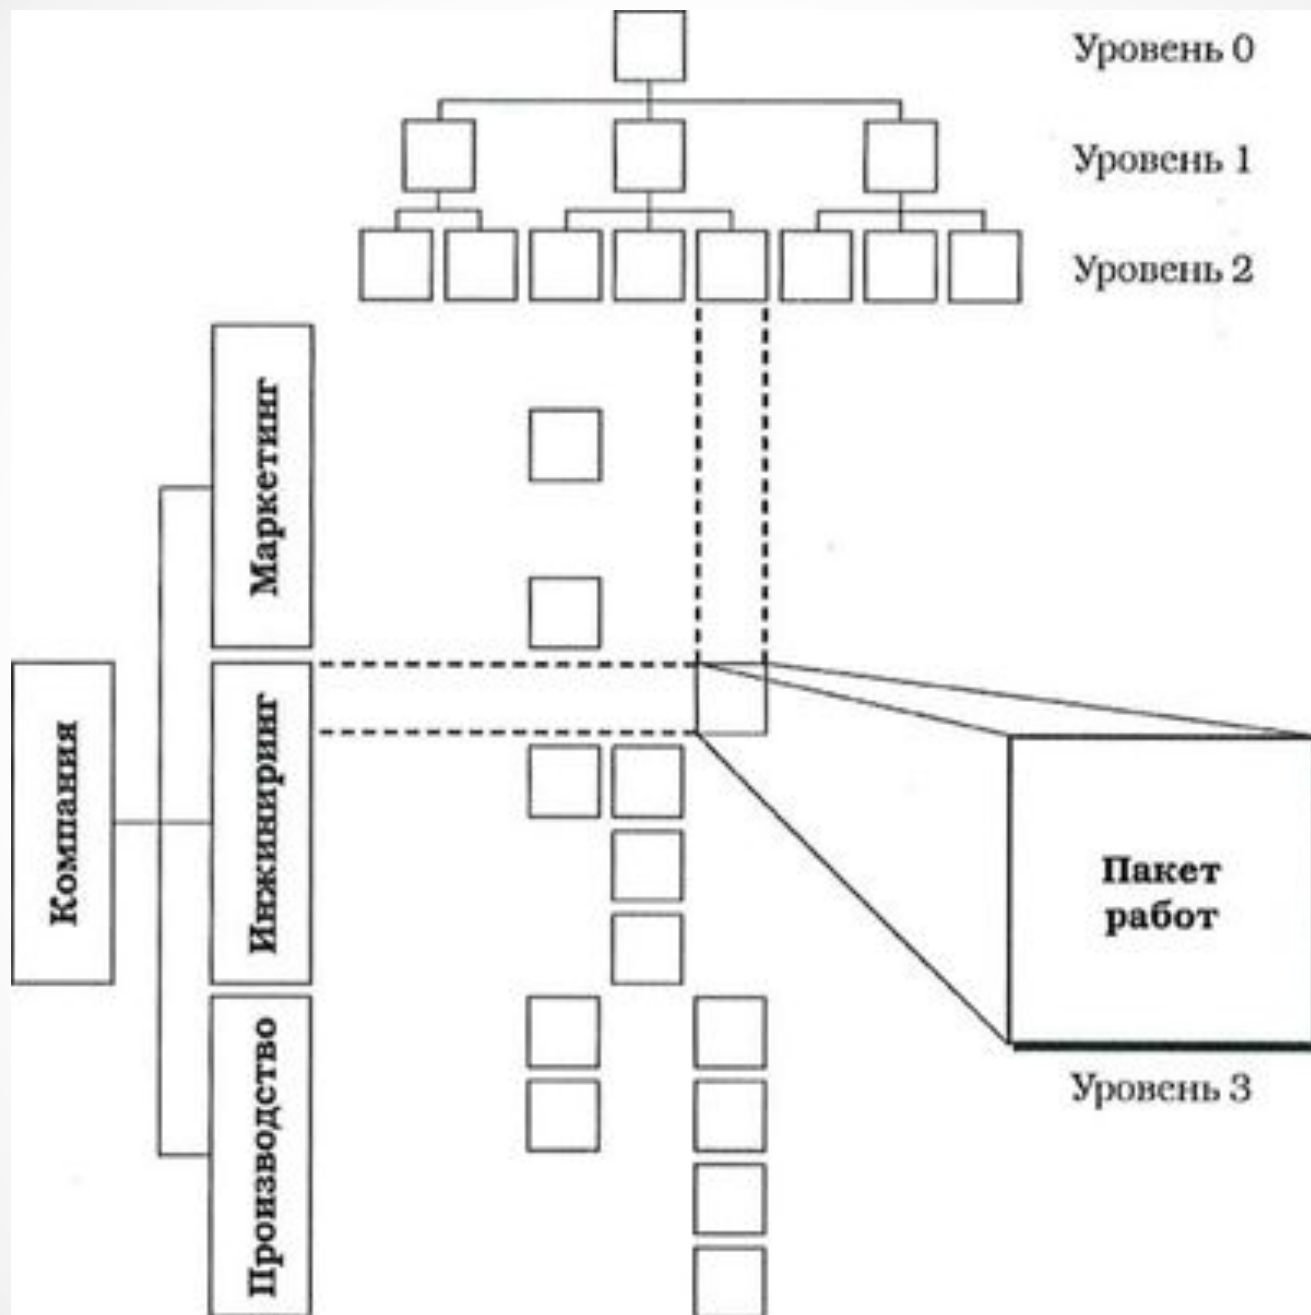 Уровень 0
Уровень 1
Уровень 2
Маркетинг
Компания
Инжиниринг
Пакет
работ
Уровень 3
Производство